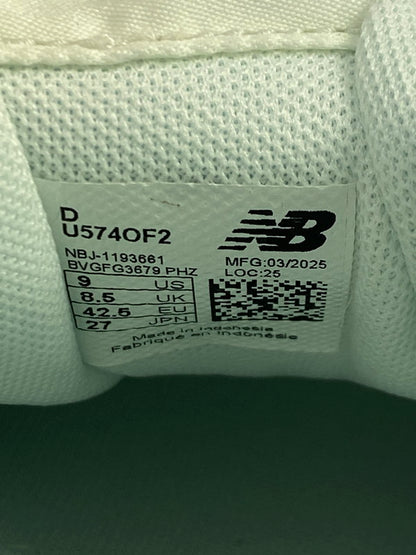 D
U574OF2
NB
NBJ-1193661
BVGFG3679 PHZ
MFG:03/2025
LOC:25
9 US
8.5 UK
42.5 EU
27 JPN
Made in Indonesia
Fabriqué en Indonésie